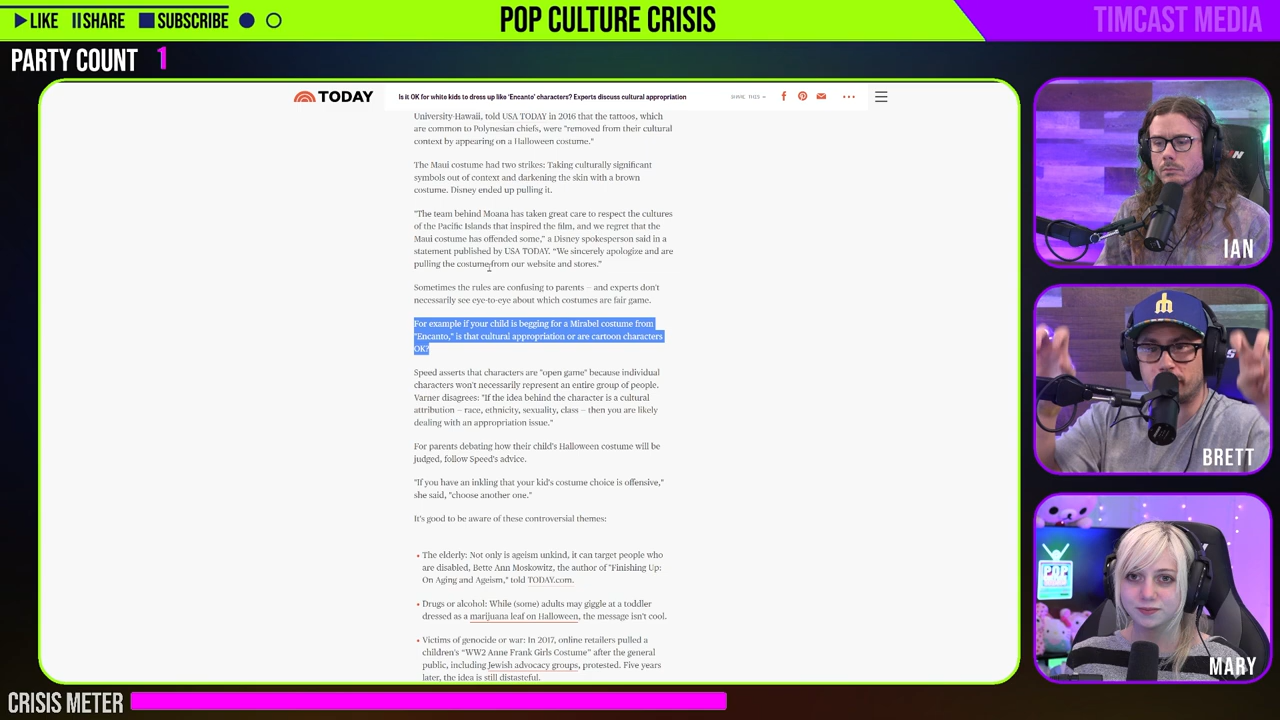 LIKE SHARE SUBSCRIBE
POP CULTURE CRISIS
TIMCAST MEDIA
PARTY COUNT 1
TODAY
Is it OK for white kids to dress up like 'Encanto' characters? Experts discuss cultural appropriation
SHARE THIS –
University-Hawaii, told USA TODAY in 2016 that the tattoos, which
are common to Polynesian chiefs, were "removed from their cultural
context by appearing on a Halloween costume."
The Maui costume had two strikes: Taking culturally significant
symbols out of context and darkening the skin with a brown
costume. Disney ended up pulling it.
"The team behind Moana has taken great care to respect the cultures
of the Pacific Islands that inspired the film, and we regret that the
Maui costume has offended some," a Disney spokesperson said in a
statement published by USA TODAY. "We sincerely apologize and are
pulling the costume from our website and stores."
Sometimes the rules are confusing to parents — and experts don't
necessarily see eye-to-eye about which costumes are fair game.
For example if your child is begging for a Mirabel costume from
"Encanto," is that cultural appropriation or are cartoon characters
OK?
Speed asserts that characters are "open game" because individual
characters won't necessarily represent an entire group of people.
Varner disagrees: "If the idea behind the character is a cultural
attribution — race, ethnicity, sexuality, class — then you are likely
dealing with an appropriation issue."
For parents debating how their child's Halloween costume will be
judged, follow Speed's advice.
"If you have an inkling that your kid's costume choice is offensive,"
she said, "choose another one."
It's good to be aware of these controversial themes:
• The elderly: Not only is ageism unkind, it can target people who
are disabled, Bette Ann Moskowitz, the author of "Finishing Up:
On Aging and Ageism," told TODAY.com.
• Drugs or alcohol: While (some) adults may giggle at a toddler
dressed as a marijuana leaf on Halloween, the message isn't cool.
• Victims of genocide or war: In 2017, online retailers pulled a
children's "WW2 Anne Frank Girls Costume" after the general
public, including Jewish advocacy groups, protested. Five years
later, the idea is still distasteful.
IAN
BRETT
MARY
CRISIS METER